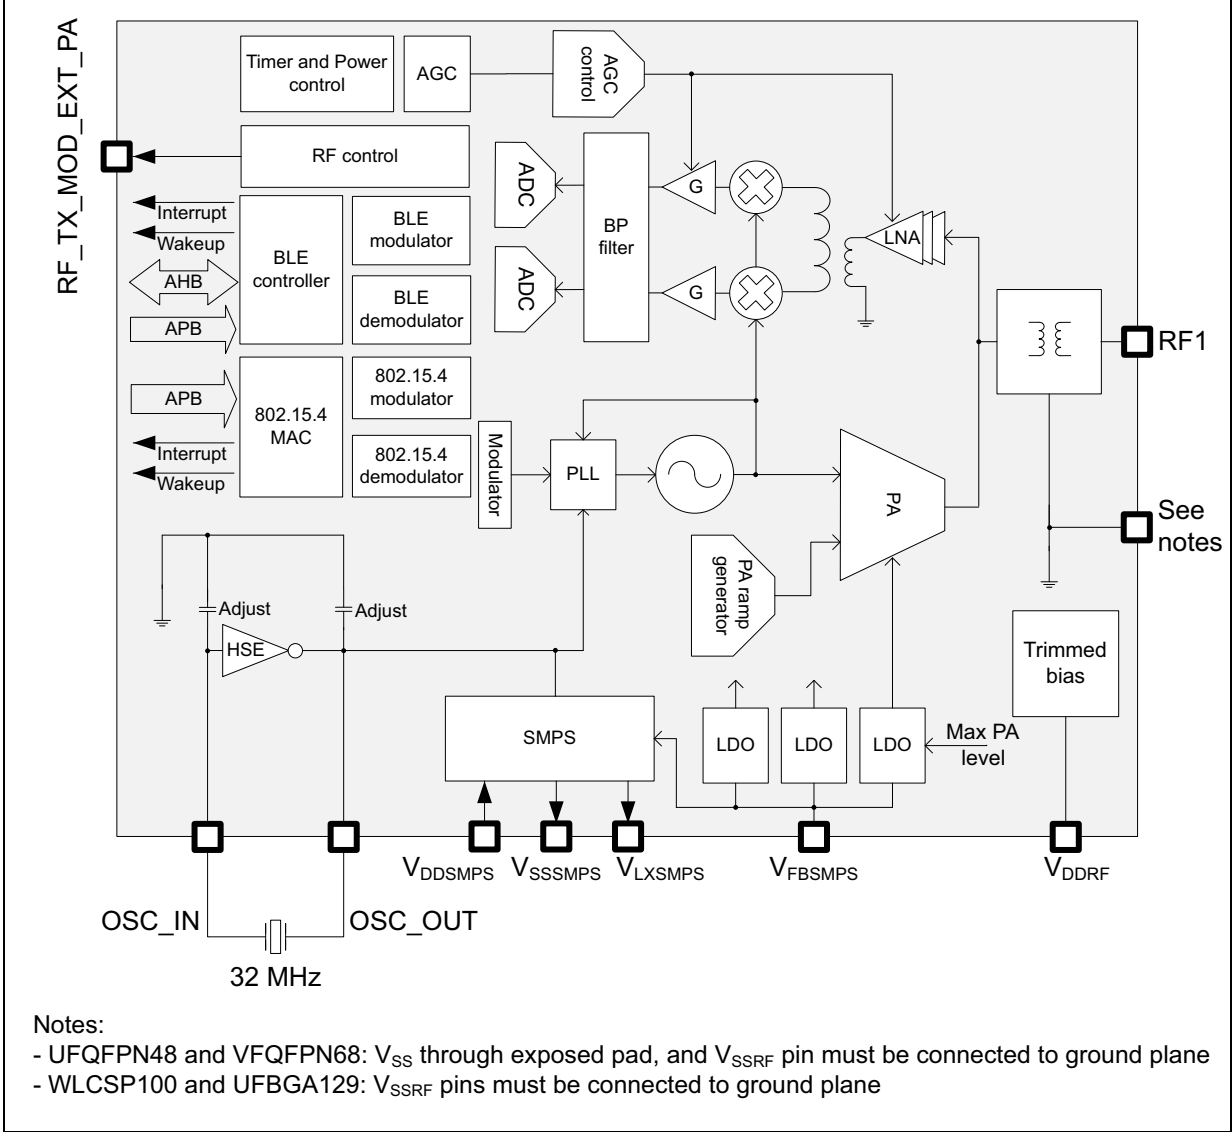 RF_TX_MOD_EXT_PA
Timer and Power
control
AGC
AGC
control
RF control
ADC
ADC
BP
filter
G
G
LNA
Interrupt
Wakeup
AHB
APB
BLE
controller
BLE
modulator
BLE
demodulator
RF1
APB
Interrupt
Wakeup
802.15.4
MAC
802.15.4
modulator
802.15.4
demodulator
Modulator
PLL
PA
See
notes
PA ramp
generator
Adjust
Adjust
HSE
Trimmed
bias
SMPS
LDO
LDO
LDO
Max PA
level
VDDSMPS
VSSSMPS
VLXSMPS
VFBSMPS
VDDRF
OSC_IN
OSC_OUT
32 MHz
Notes:
- UFQFPN48 and VFQFPN68: VSS through exposed pad, and VSSRF pin must be connected to ground plane
- WLCSP100 and UFBGA129: VSSRF pins must be connected to ground plane